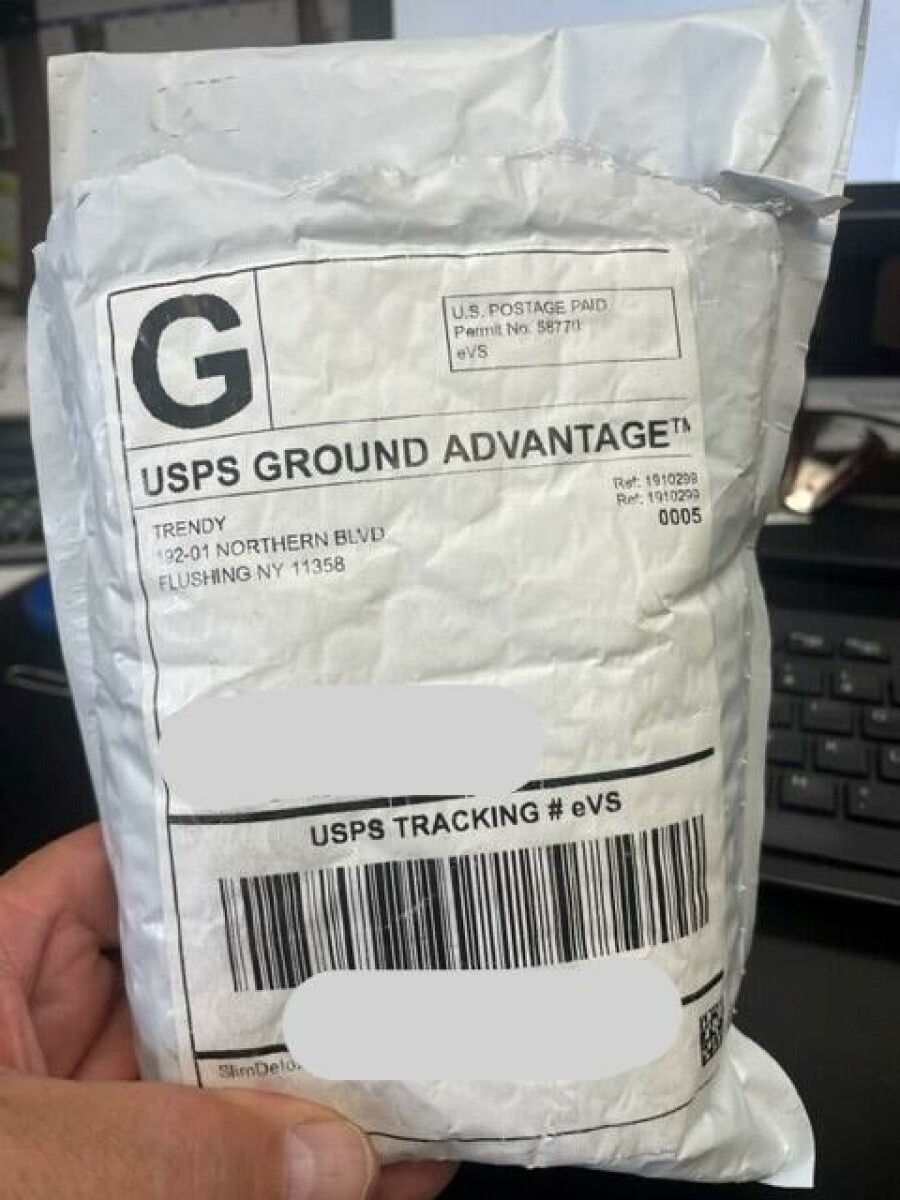 G
U.S. POSTAGE PAID
Permit No. 58770
eVS
USPS GROUND ADVANTAGE™
Ref: 1910299
Ref: 1910299
0005
TRENDY
192-01 NORTHERN BLVD
FLUSHING NY 11358
USPS TRACKING # eVS